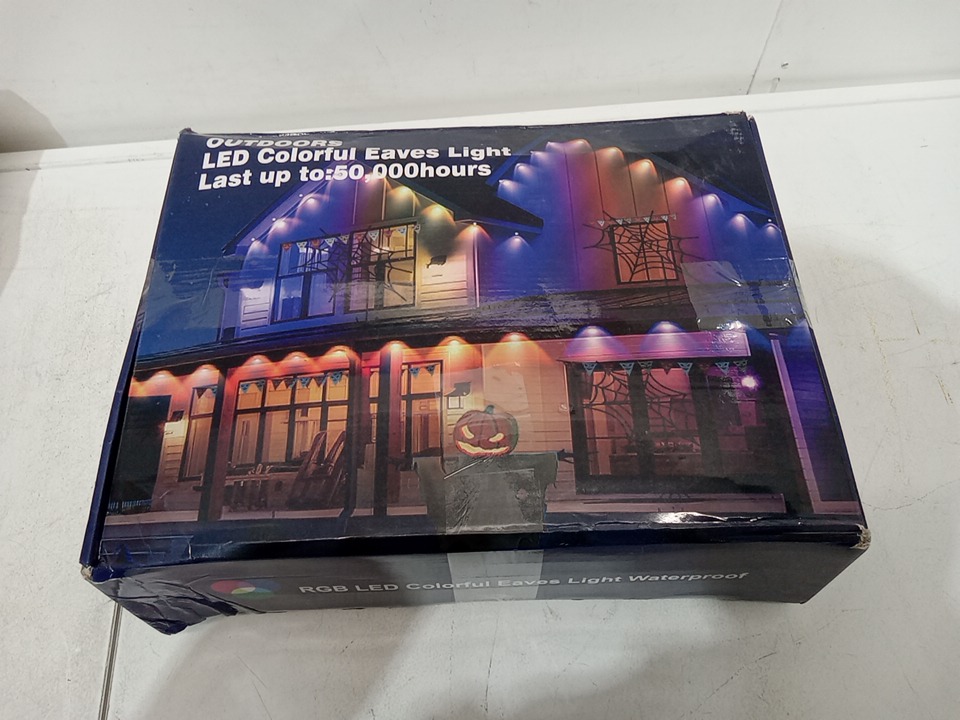 OUTDOORS
LED Colorful Eaves Light
Last up to:50,000hours
RGB LED Colorful Eaves Light Waterproof